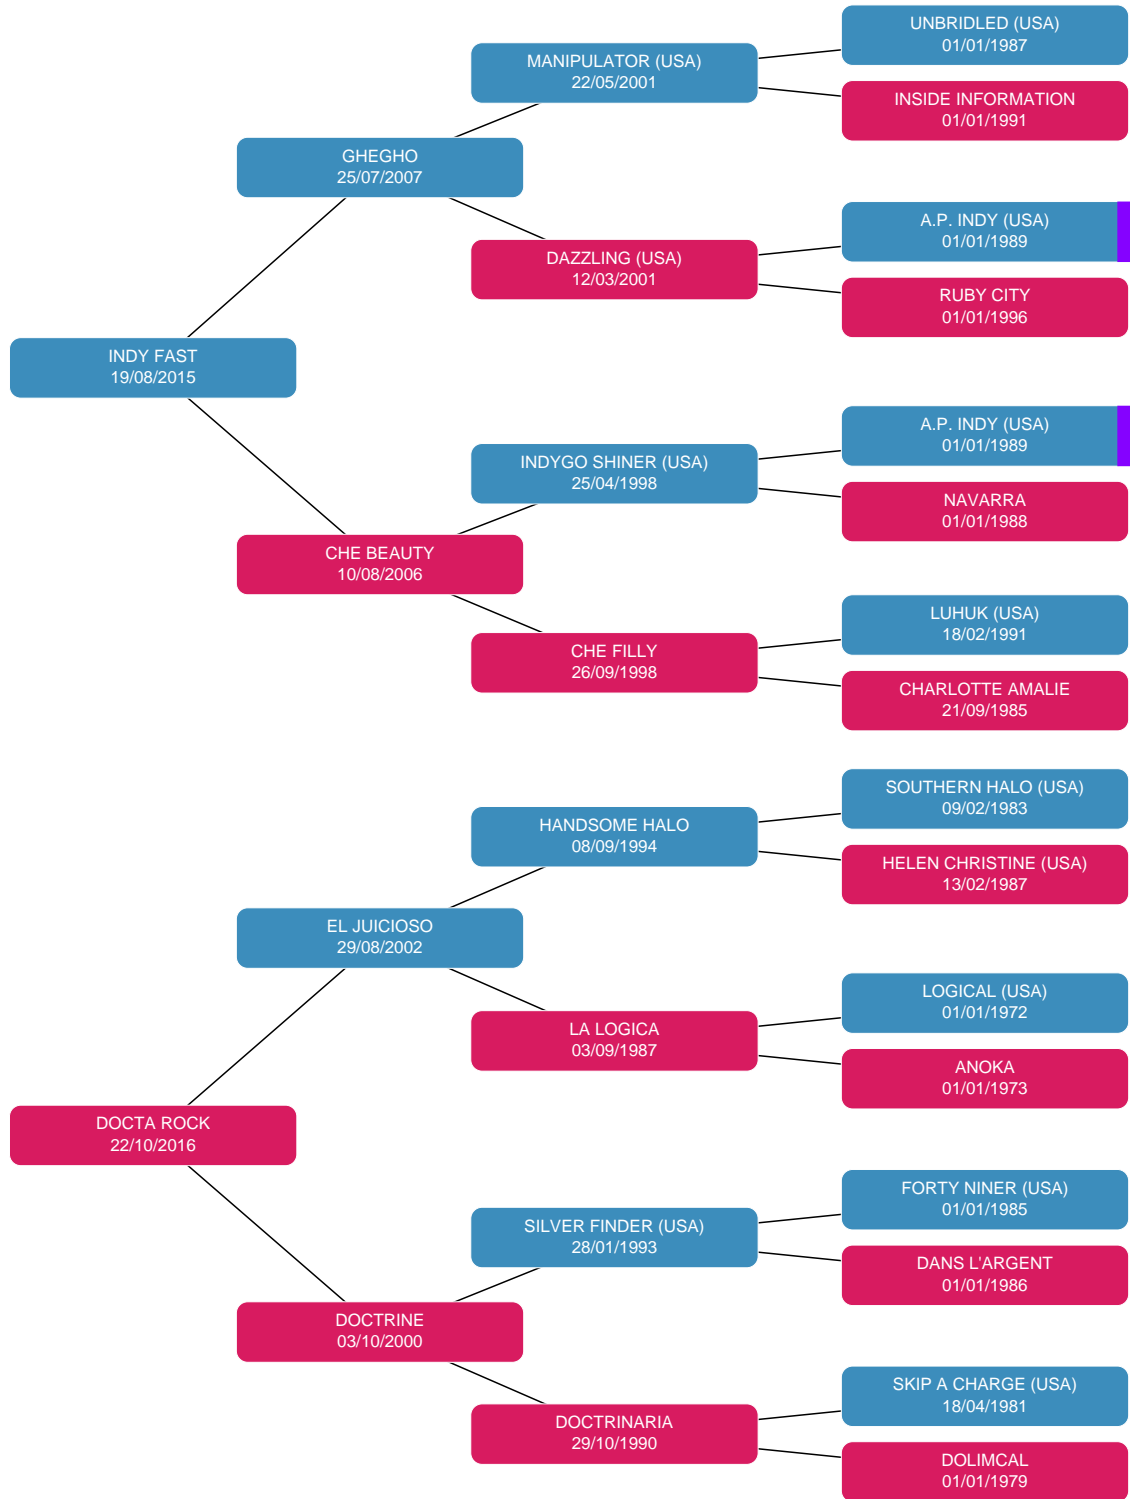 UNBRIDLED (USA)
01/01/1987
MANIPULATOR (USA)
22/05/2001
INSIDE INFORMATION
01/01/1991
GHEGHO
25/07/2007
A.P. INDY (USA)
01/01/1989
DAZZLING (USA)
12/03/2001
RUBY CITY
01/01/1996
INDY FAST
19/08/2015
A.P. INDY (USA)
01/01/1989
INDYGO SHINER (USA)
25/04/1998
NAVARRA
01/01/1988
CHE BEAUTY
10/08/2006
LUHUK (USA)
18/02/1991
CHE FILLY
26/09/1998
CHARLOTTE AMALIE
21/09/1985
SOUTHERN HALO (USA)
09/02/1983
HANDSOME HALO
08/09/1994
HELEN CHRISTINE (USA)
13/02/1987
EL JUICIOSO
29/08/2002
LOGICAL (USA)
01/01/1972
LA LOGICA
03/09/1987
ANOKA
01/01/1973
DOCTA ROCK
22/10/2016
FORTY NINER (USA)
01/01/1985
SILVER FINDER (USA)
28/01/1993
DANS L'ARGENT
01/01/1986
DOCTRINE
03/10/2000
SKIP A CHARGE (USA)
18/04/1981
DOCTRINARIA
29/10/1990
DOLIMCAL
01/01/1979